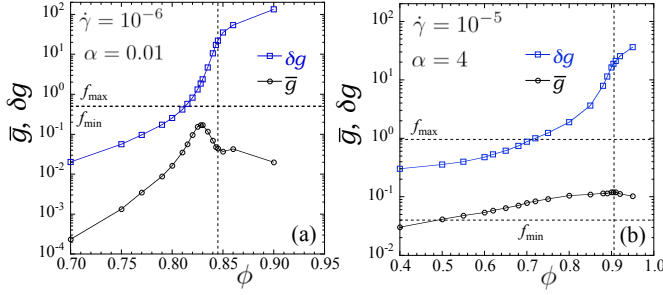 γ̇ = 10⁻⁶
α = 0.01
δg
g̅
f_max
f_min
g̅, δg
10³
10²
10¹
10⁰
10⁻¹
10⁻²
10⁻³
10⁻⁴
0.70 0.75 0.80 0.85 0.90 0.95
ϕ
(a)
γ̇ = 10⁻⁵
α = 4
δg
g̅
f_max
f_min
g̅, δg
10²
10¹
10⁰
10⁻¹
10⁻²
0.4 0.5 0.6 0.7 0.8 0.9 1.0
ϕ
(b)